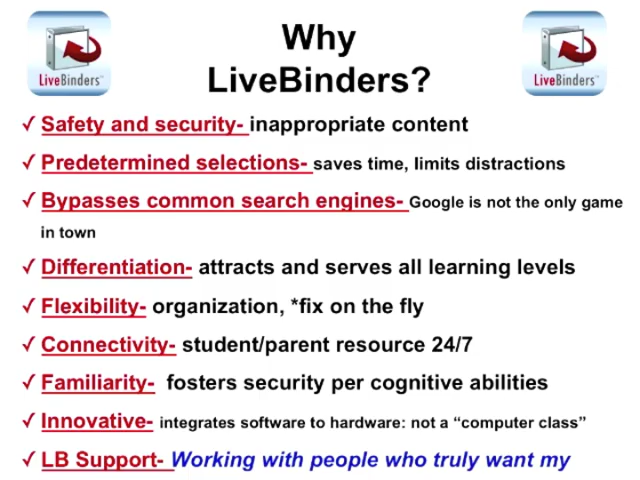 Why
LiveBinders?
LiveBinders™
LiveBinders™
✓ Safety and security- inappropriate content
✓ Predetermined selections- saves time, limits distractions
✓ Bypasses common search engines- Google is not the only game
in town
✓ Differentiation- attracts and serves all learning levels
✓ Flexibility- organization, *fix on the fly
✓ Connectivity- student/parent resource 24/7
✓ Familiarity- fosters security per cognitive abilities
✓ Innovative- integrates software to hardware: not a “computer class”
✓ LB Support- Working with people who truly want my